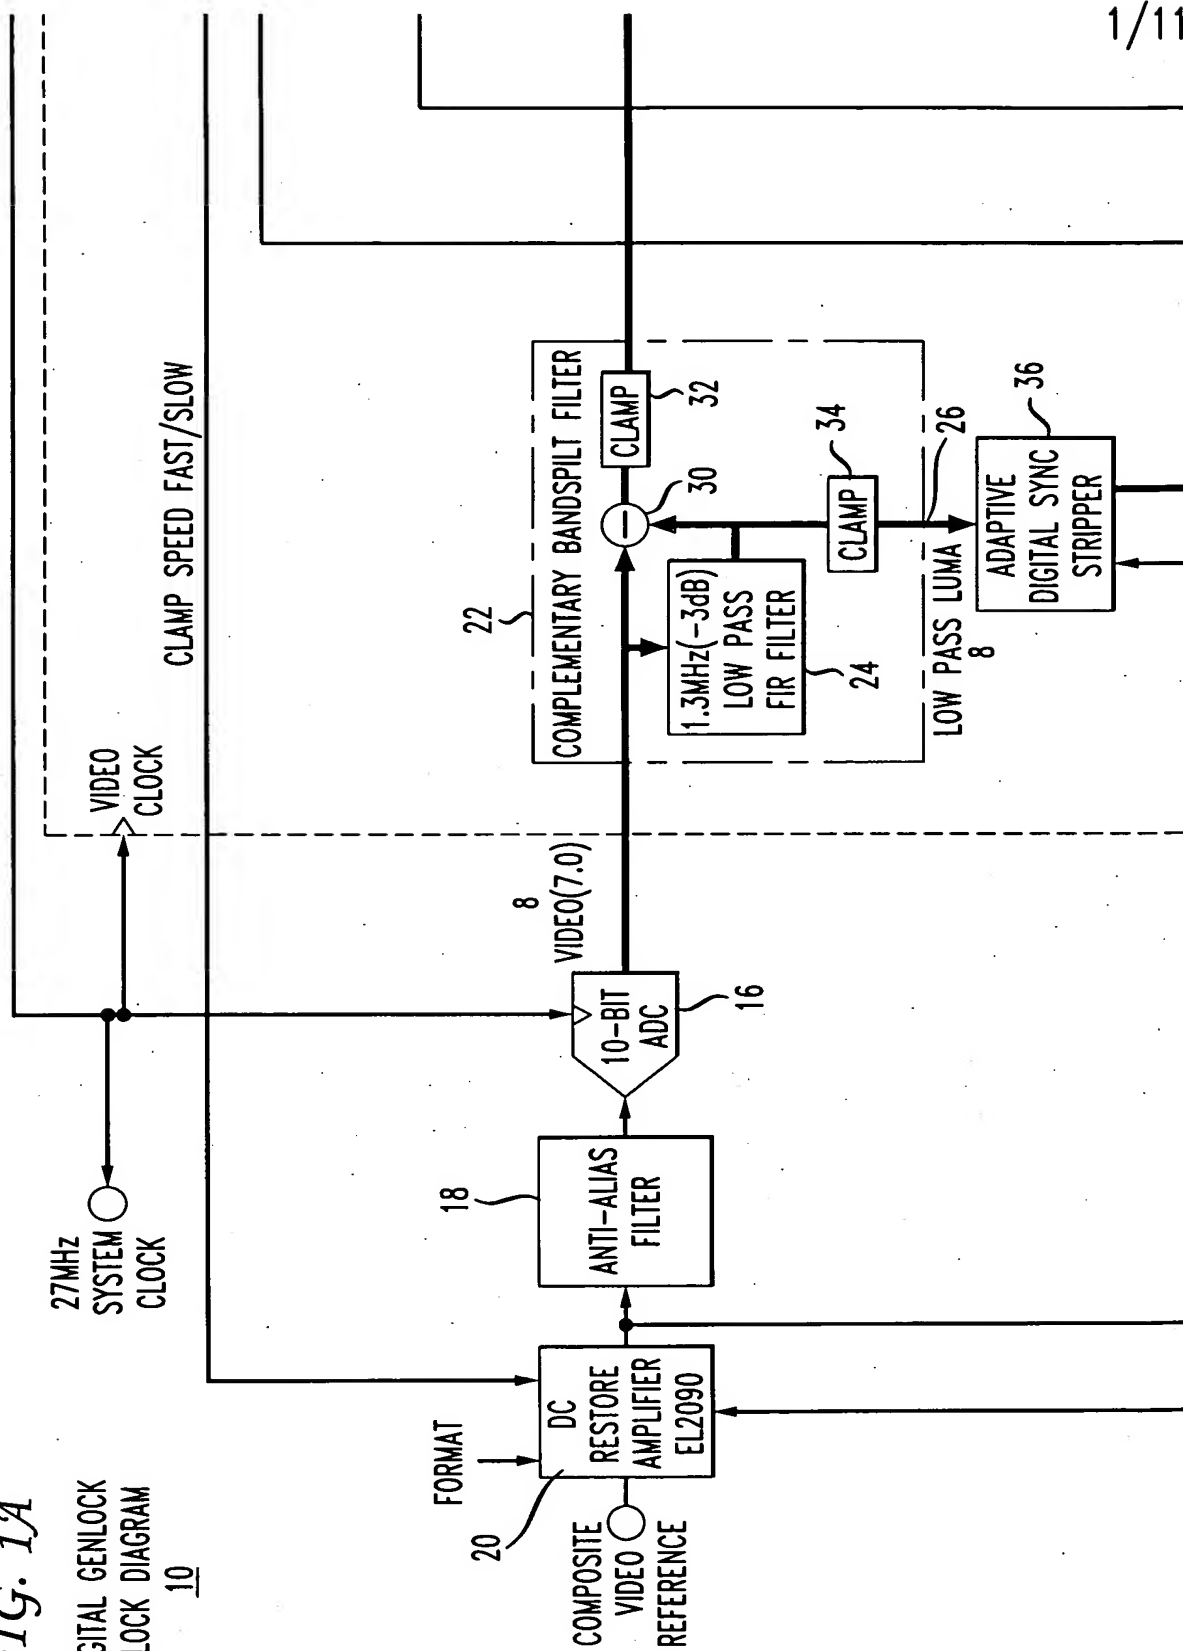 1/11
FIG. 1A
DIGITAL GENLOCK
BLOCK DIAGRAM
10
27MHz
SYSTEM
CLOCK
VIDEO
CLOCK
CLAMP SPEED FAST/SLOW
FORMAT
20
DC
RESTORE
AMPLIFIER
EL2090
COMPOSITE
VIDEO
REFERENCE
18
ANTI-ALIAS
FILTER
10-BIT
ADC
16
8
VIDEO(7.0)
22
COMPLEMENTARY BANDSPILT FILTER
1.3MHz(-3dB)
LOW PASS
FIR FILTER
24
30
CLAMP
32
CLAMP
34
LOW PASS LUMA
8
26
ADAPTIVE
DIGITAL SYNC
STRIPPER
36